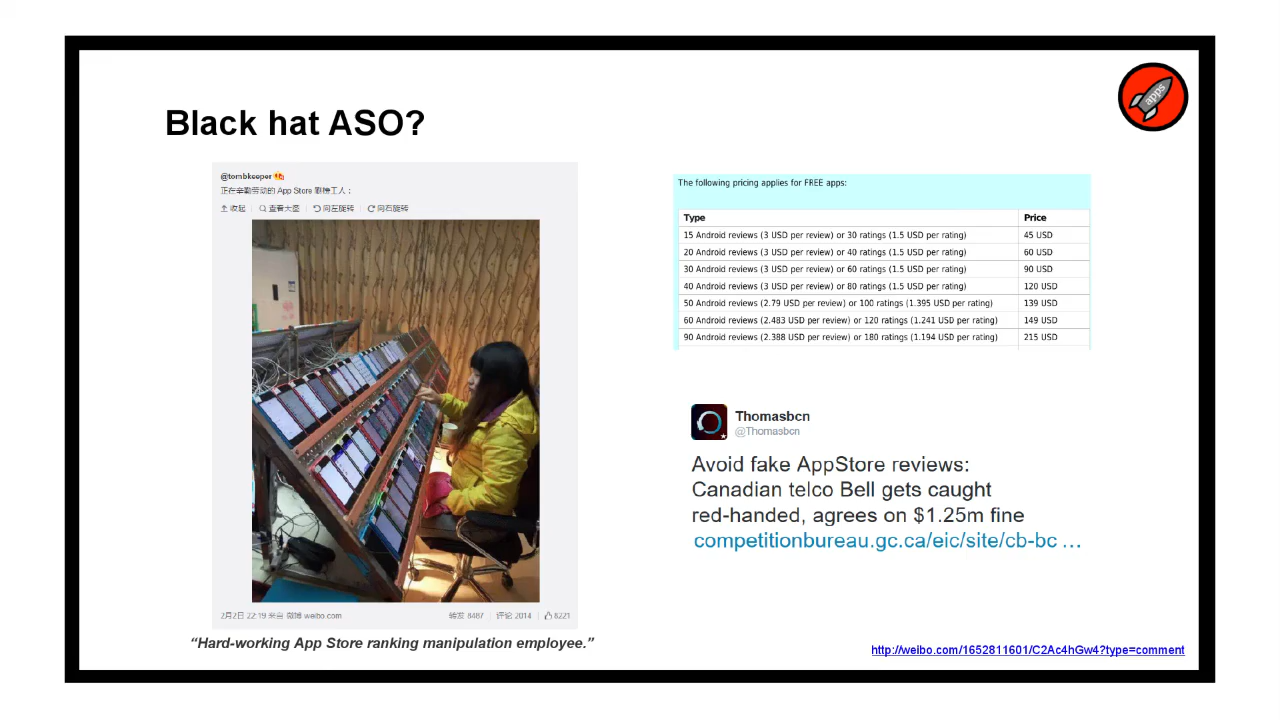 apps
Black hat ASO?
@tombkeeper
正在辛勤劳动的 App Store 刷榜工人：
收起 | 查看大图 | 向左旋转 | 向右旋转
2月2日 22:19 来自 微博 weibo.com
转发 8487 | 评论 2014 | 8221
“Hard-working App Store ranking manipulation employee.”
The following pricing applies for FREE apps:
Type Price
15 Android reviews (3 USD per review) or 30 ratings (1.5 USD per rating) 45 USD
20 Android reviews (3 USD per review) or 40 ratings (1.5 USD per rating) 60 USD
30 Android reviews (3 USD per review) or 60 ratings (1.5 USD per rating) 90 USD
40 Android reviews (3 USD per review) or 80 ratings (1.5 USD per rating) 120 USD
50 Android reviews (2.79 USD per review) or 100 ratings (1.395 USD per rating) 139 USD
60 Android reviews (2.483 USD per review) or 120 ratings (1.241 USD per rating) 149 USD
90 Android reviews (2.388 USD per review) or 180 ratings (1.194 USD per rating) 215 USD
Thomasbcn
@Thomasbcn
Avoid fake AppStore reviews:
Canadian telco Bell gets caught
red-handed, agrees on $1.25m fine
competitionbureau.gc.ca/eic/site/cb-bc …
http://weibo.com/1652811601/C2Ac4hGw4?type=comment